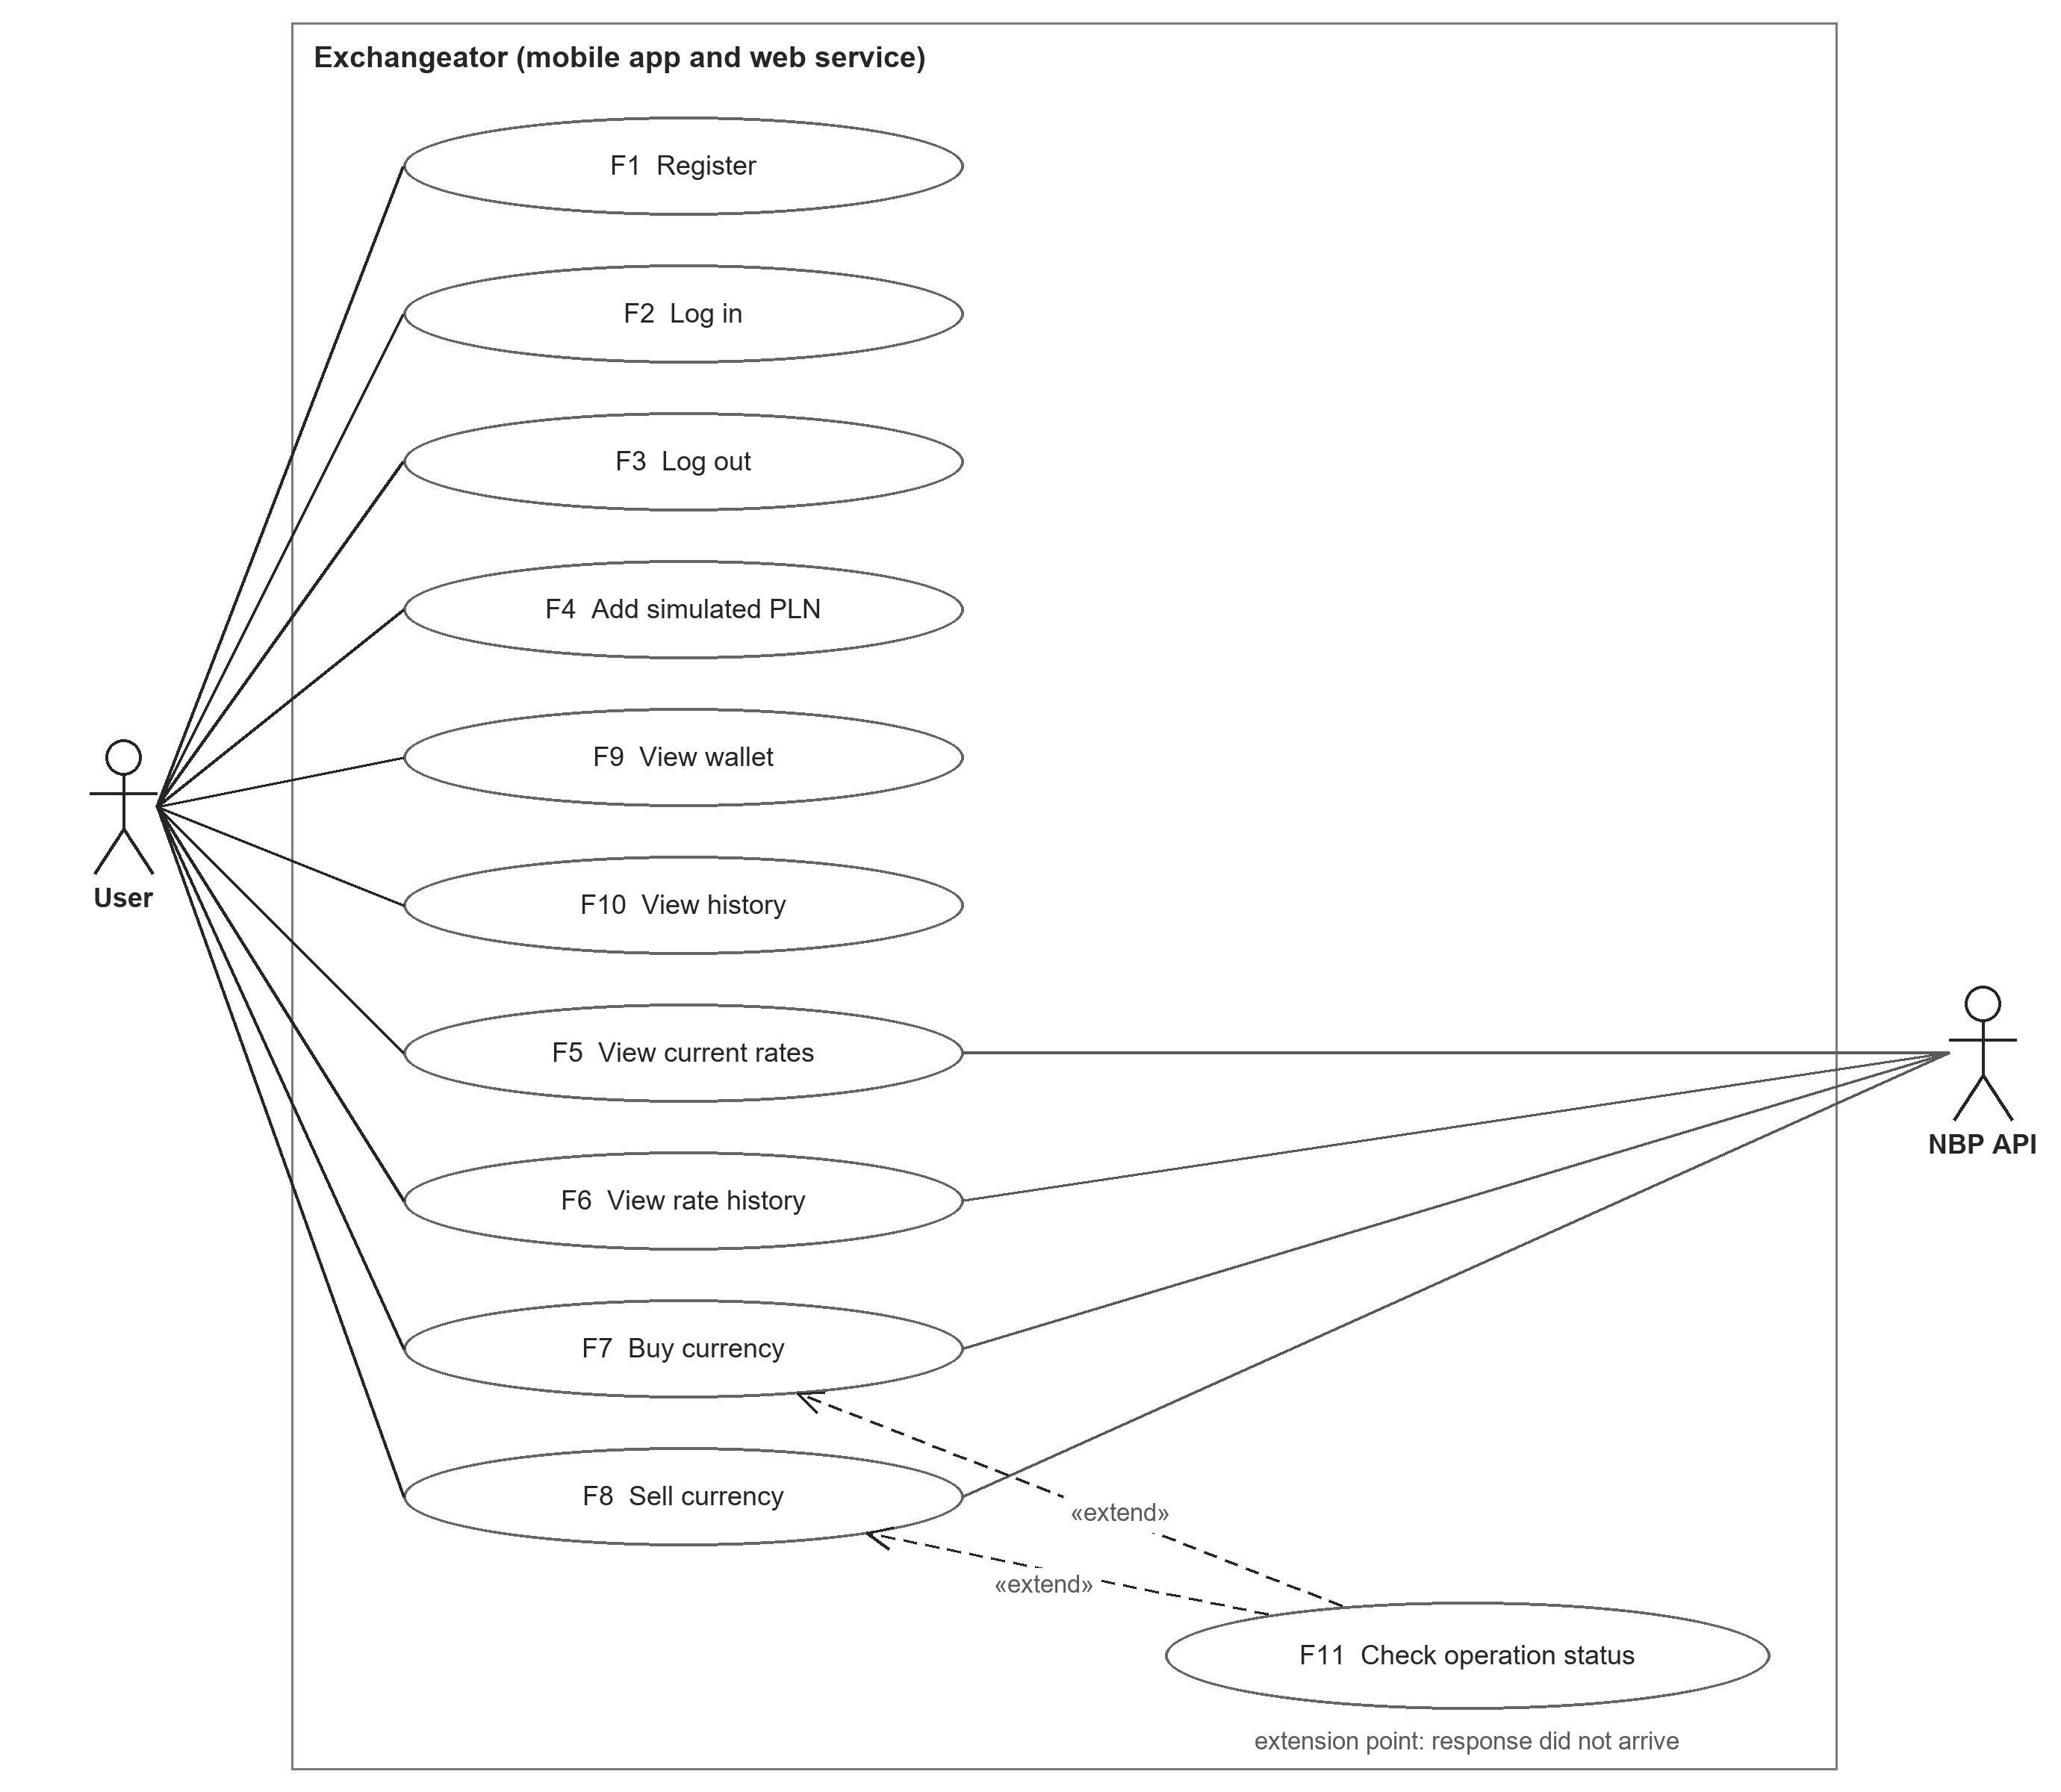 Exchangeator (mobile app and web service)
F1 Register
F2 Log in
F3 Log out
F4 Add simulated PLN
F9 View wallet
User
F10 View history
F5 View current rates
NBP API
F6 View rate history
F7 Buy currency
F8 Sell currency
«extend»
«extend»
F11 Check operation status
extension point: response did not arrive